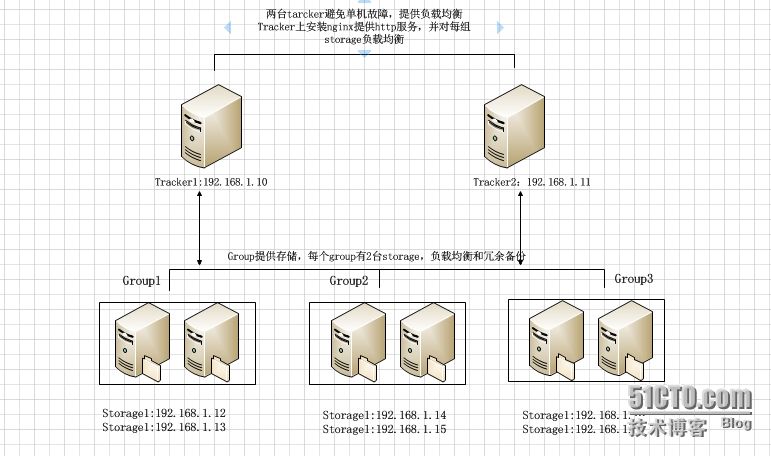 两台tarcker避免单机故障，提供负载均衡
Tracker上安装nginx提供http服务，并对每组
storage负载均衡
Tracker1:192.168.1.10
Tracker2: 192.168.1.11
Group提供存储，每个group有2台storage，负载均衡和冗余备份
Group1
Group2
Group3
Storage1:192.168.1.12
Storage1:192.168.1.13
Storage1:192.168.1.14
Storage1:192.168.1.15
Storage1:192.168.1.
Storage1:192.168.1.
51CTO.com
技术博客 Blog